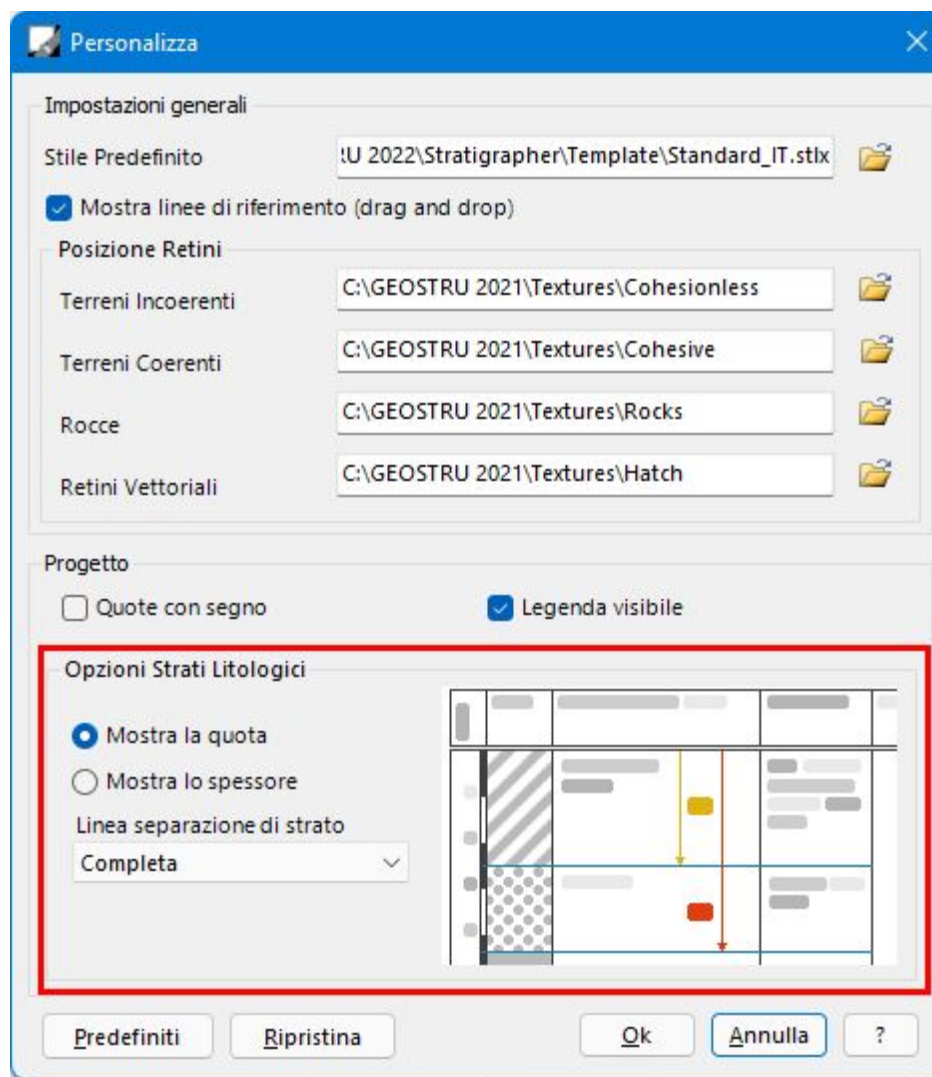 Personalizza
Impostazioni generali
Stile Predefinito
:U 2022\Stratigrapher\Template\Standard_IT.stlx
Mostra linee di riferimento (drag and drop)
Posizione Retini
Terreni Incoerenti
C:\GEOSTRU 2021\Textures\Cohesionless
Terreni Coerenti
C:\GEOSTRU 2021\Textures\Cohesive
Rocce
C:\GEOSTRU 2021\Textures\Rocks
Retini Vettoriali
C:\GEOSTRU 2021\Textures\Hatch
Progetto
Quote con segno
Legenda visibile
Opzioni Strati Litologici
Mostra la quota
Mostra lo spessore
Linea separazione di strato
Completa
Predefiniti
Ripristina
Ok
Annulla
?